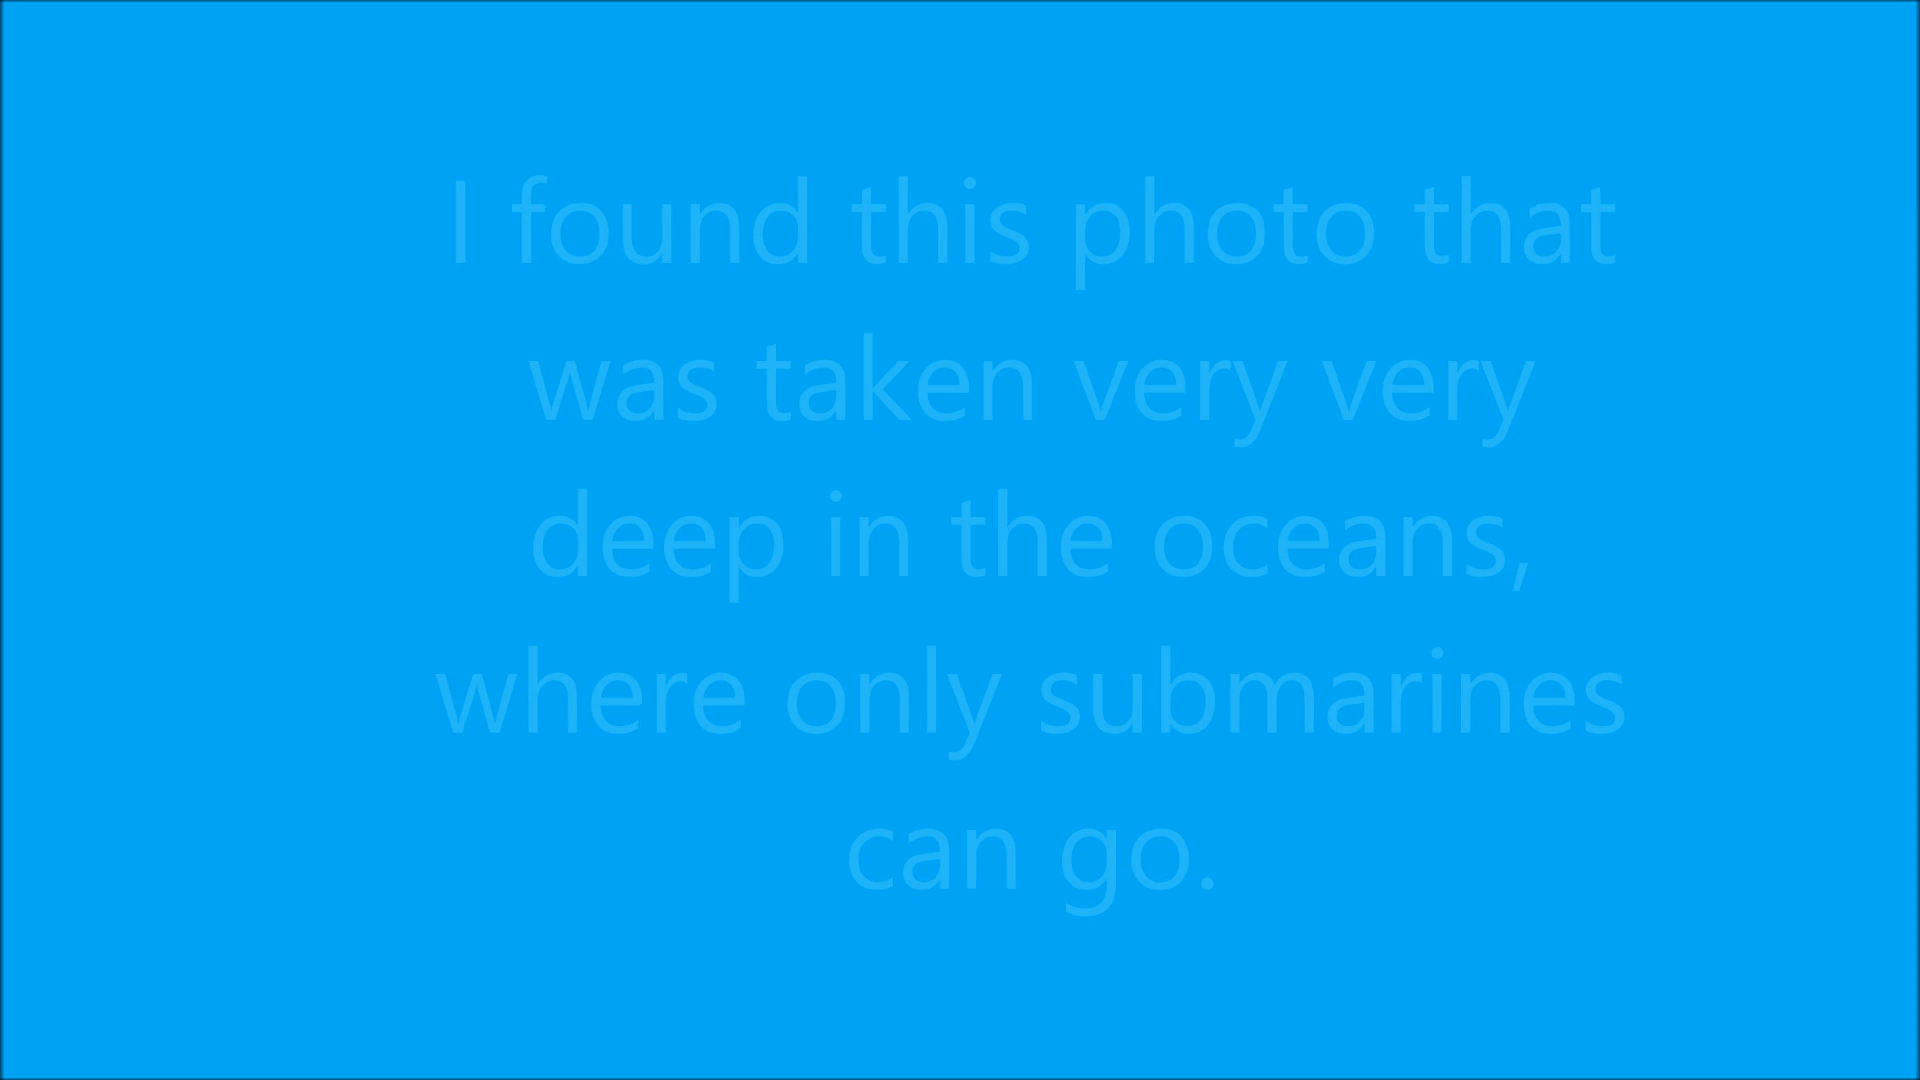 I found this photo that
was taken very very
deep in the oceans,
where only submarines
can go.